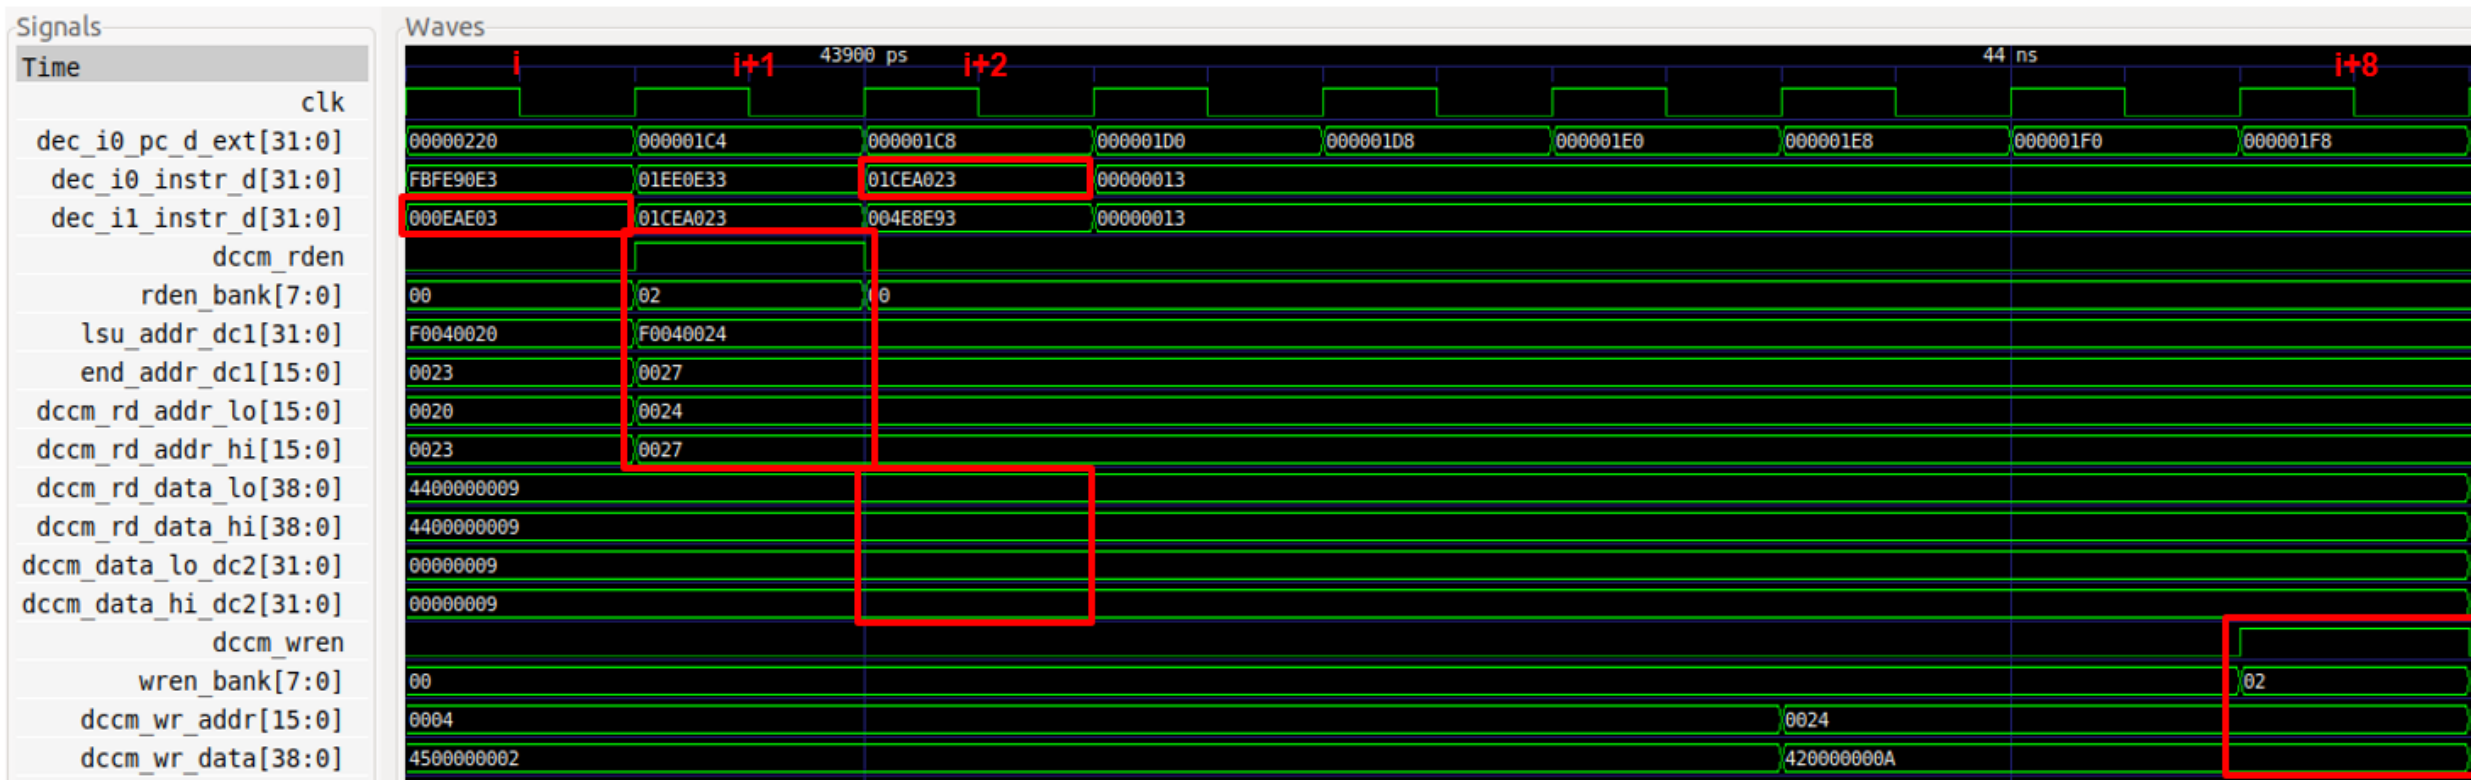 Signals Waves
Time i i+1 43900 ps i+2 44 ns i+8
clk
dec_i0_pc_d_ext[31:0] 00000220 000001C4 000001C8 000001D0 000001D8 000001E0 000001E8 000001F0 000001F8
dec_i0_instr_d[31:0] FBFE90E3 01EE0E33 01CEA023 00000013
dec_i1_instr_d[31:0] 000EAE03 01CEA023 004E8E93 00000013
dccm_rden
rden_bank[7:0] 00 02 00
lsu_addr_dc1[31:0] F0040020 F0040024
end_addr_dc1[15:0] 0023 0027
dccm_rd_addr_lo[15:0] 0020 0024
dccm_rd_addr_hi[15:0] 0023 0027
dccm_rd_data_lo[38:0] 4400000009
dccm_rd_data_hi[38:0] 4400000009
dccm_data_lo_dc2[31:0] 00000009
dccm_data_hi_dc2[31:0] 00000009
dccm_wren
wren_bank[7:0] 00 02
dccm_wr_addr[15:0] 0004 0024
dccm_wr_data[38:0] 4500000002 420000000A